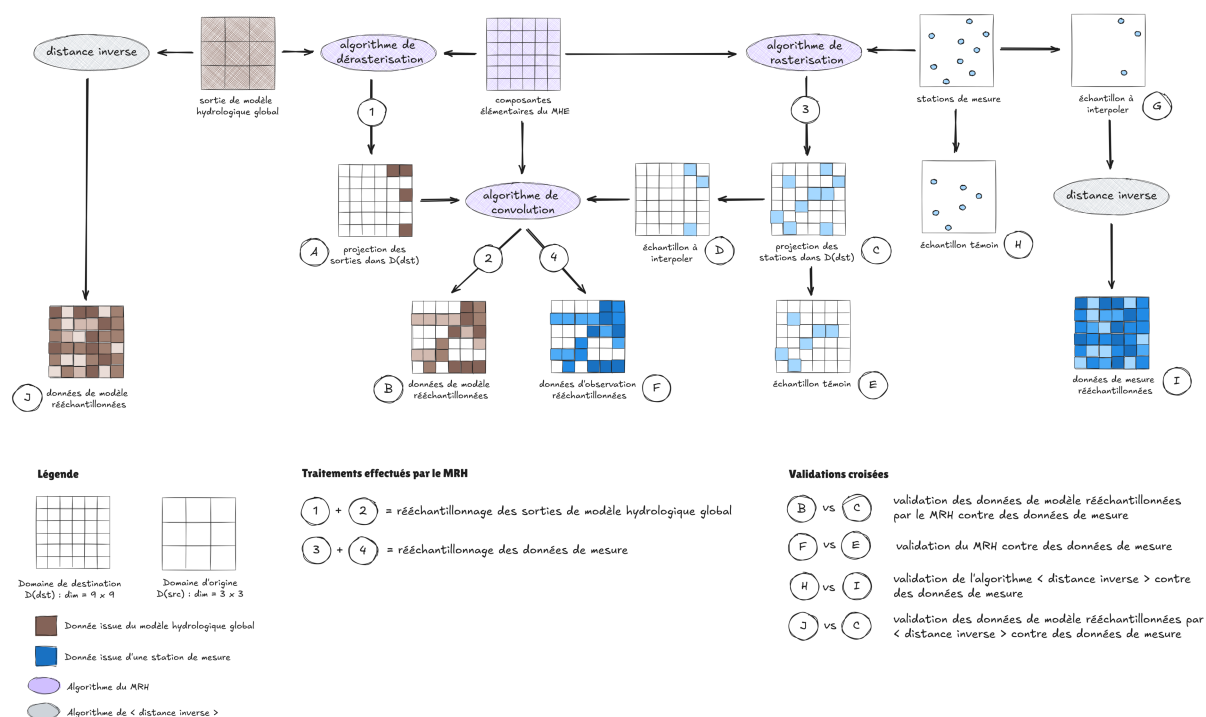 distance inverse
sortie de modèle
hydrologique global
algorithme de
dérasterisation
composantes
élémentaires du MHE
algorithme de
rasterisation
stations de mesure
échantillon à
interpoler
G
1
3
algorithme de
convolution
distance inverse
A
projection des
sorties dans D(dst)
échantillon à
interpoler
D
projection des
stations dans D(dst)
C
échantillon témoin
H
2
4
J
données de modèle
rééchantillonnées
B
données de modèle
rééchantillonnées
données d'observation
rééchantillonnées
F
échantillon témoin
E
données de mesure
rééchantillonnées
I
Légende
Domaine de destination
D(dst) : dim = 9 x 9
Domaine d'origine
D(src) : dim = 3 x 3
Donnée issue du modèle hydrologique global
Donnée issue d'une station de mesure
Algorithme du MRH
Algorithme de < distance inverse >
Traitements effectués par le MRH
1 + 2 = rééchantillonnage des sorties de modèle hydrologique global
3 + 4 = rééchantillonnage des données de mesure
Validations croisées
B vs C validation des données de modèle rééchantillonnées
par le MRH contre des données de mesure
F vs E validation du MRH contre des données de mesure
H vs I validation de l'algorithme < distance inverse > contre
des données de mesure
J vs C validation des données de modèle rééchantillonnées par
< distance inverse > contre des données de mesure